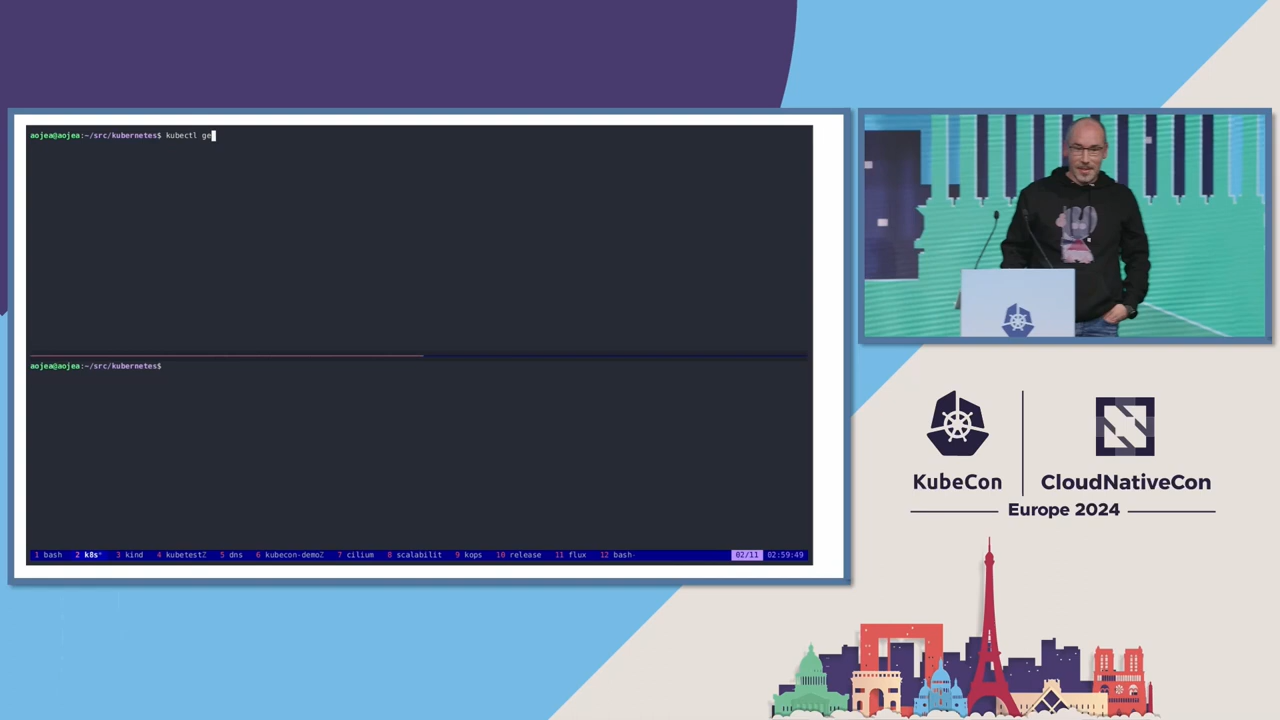 aojea@aojea:~/src/kubernetes$ kubectl ge
aojea@aojea:~/src/kubernetes$
1 bash 2 k8s* 3 kind 4 kubetestZ 5 dns 6 kubecon-demoZ 7 cilium 8 scalabilit 9 kops 10 release 11 flux 12 bash- 02/11 02:59:49
KubeCon
CloudNativeCon
Europe 2024